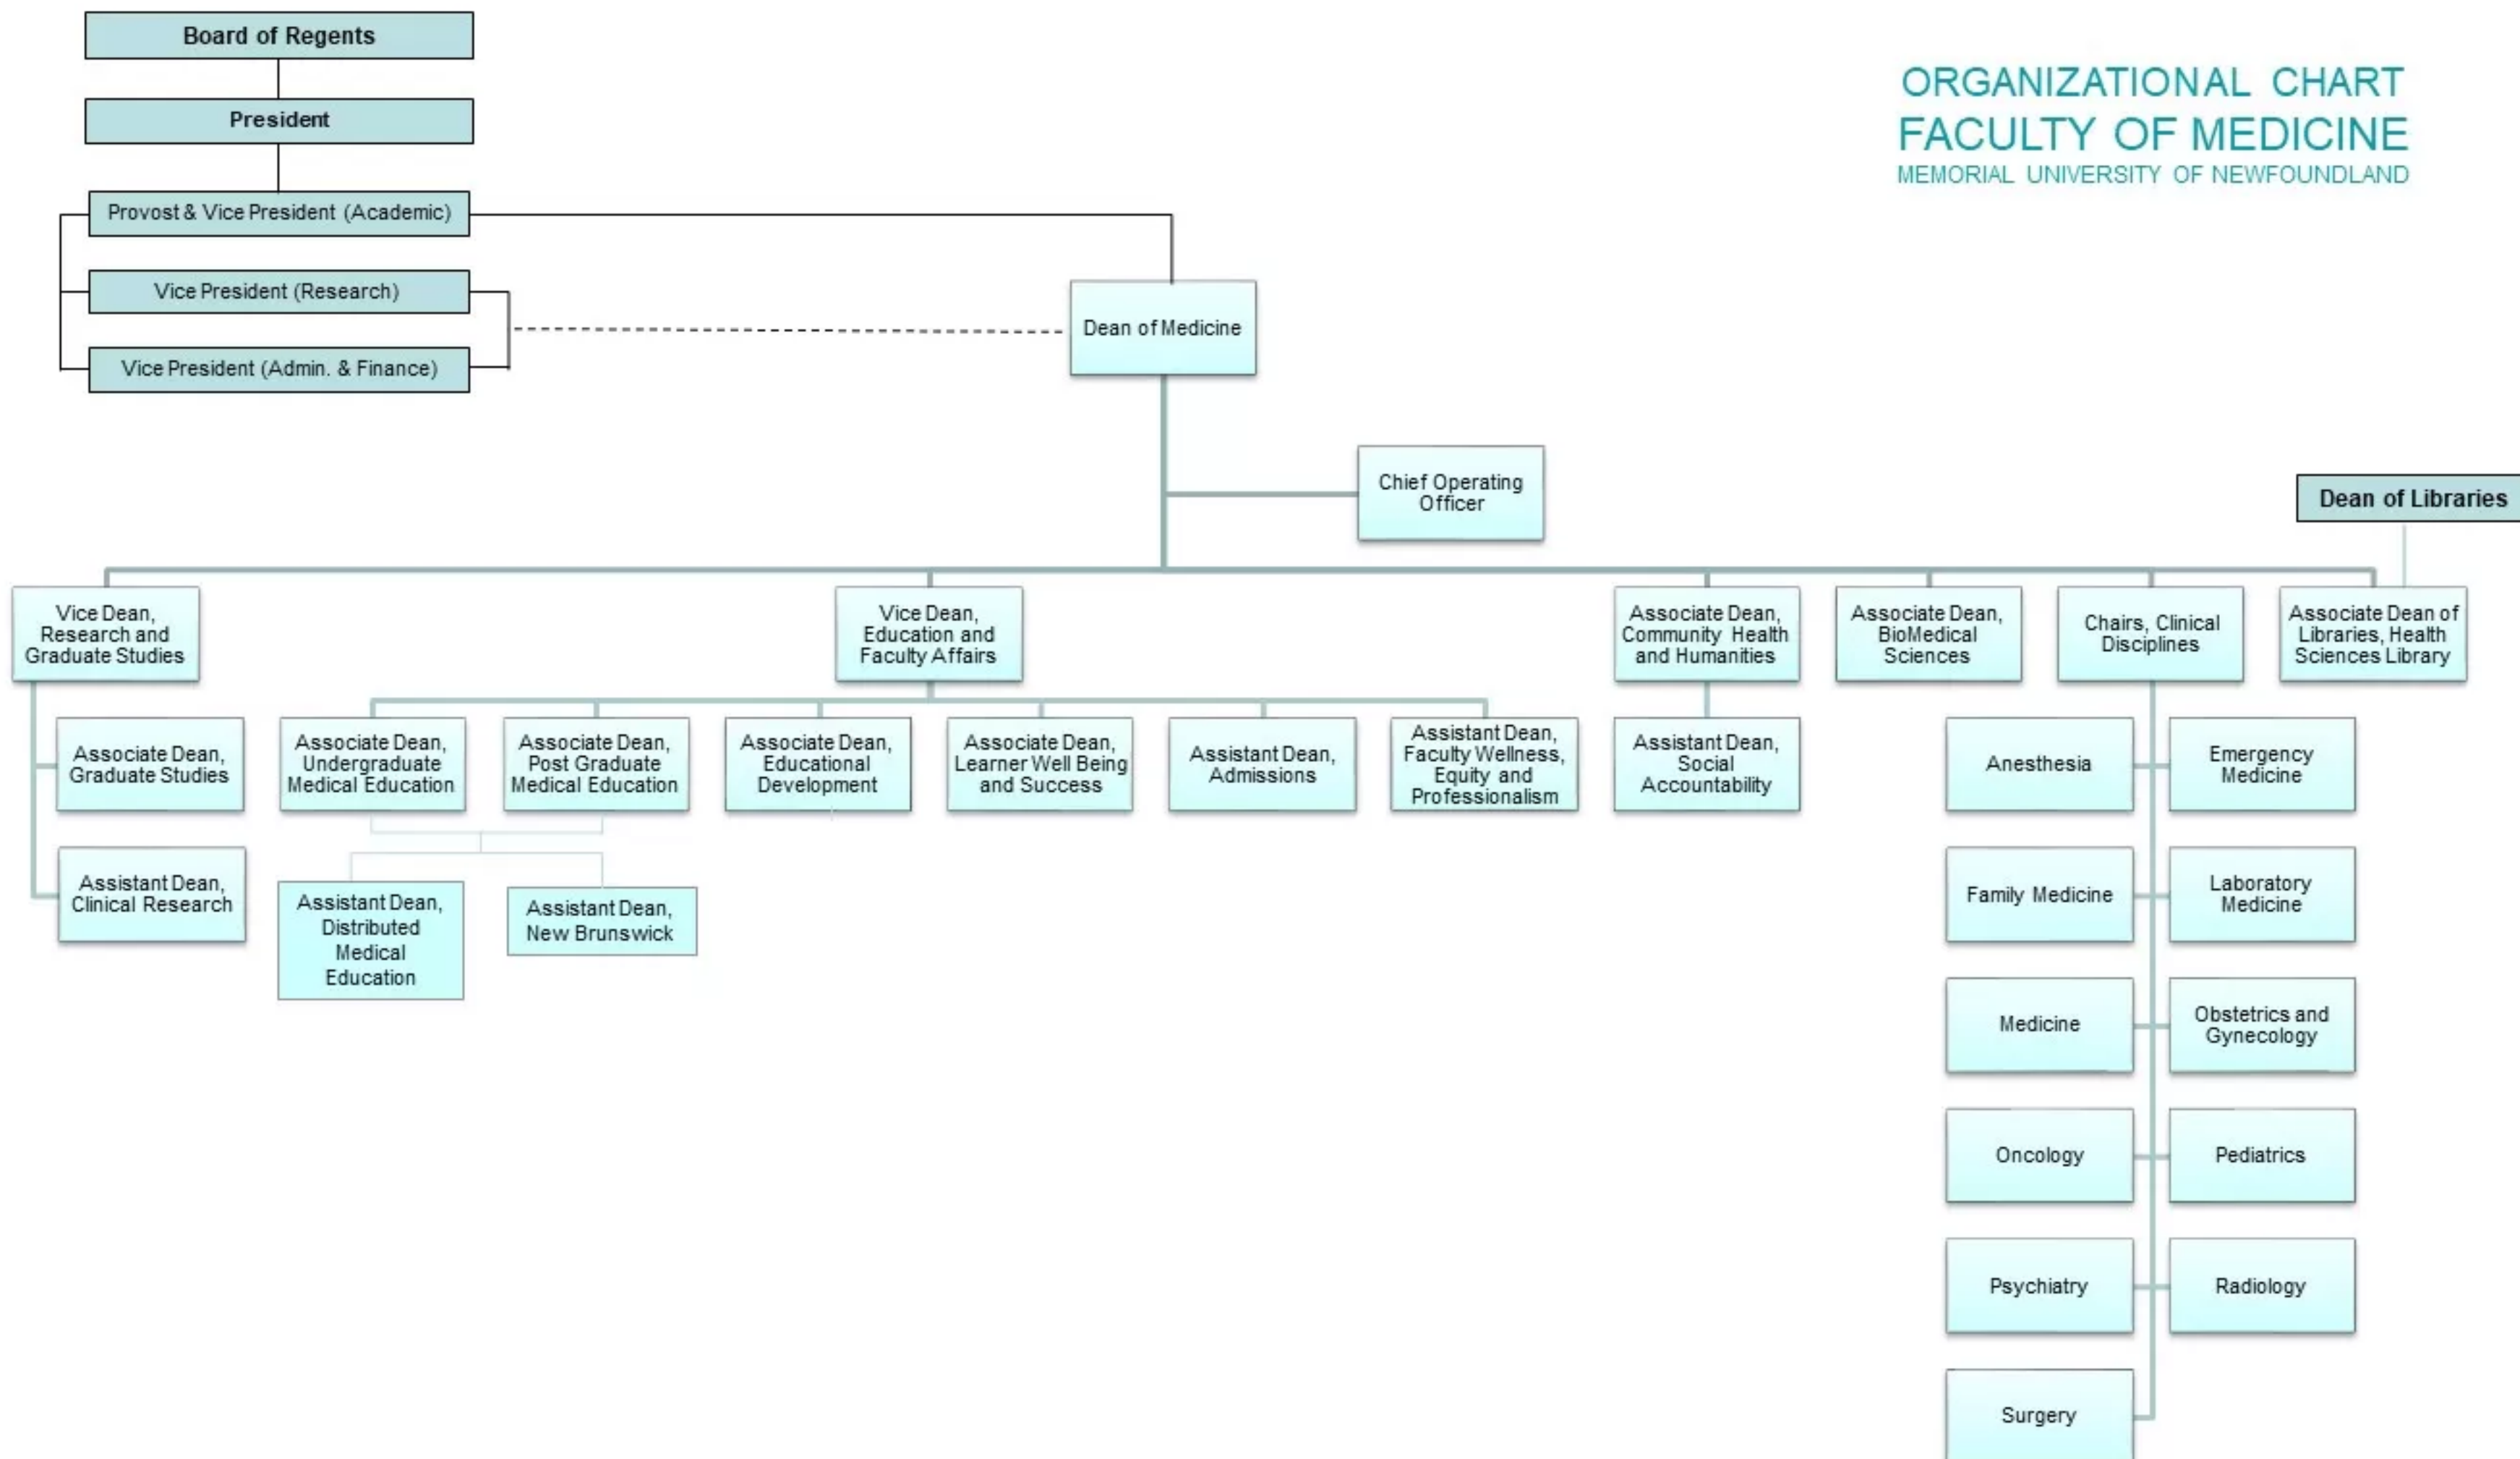 Board of Regents
President
Provost & Vice President (Academic)
Vice President (Research)
Vice President (Admin. & Finance)
ORGANIZATIONAL CHART
FACULTY OF MEDICINE
MEMORIAL UNIVERSITY OF NEWFOUNDLAND
Dean of Medicine
Chief Operating
Officer
Dean of Libraries
Vice Dean,
Research and
Graduate Studies
Vice Dean,
Education and
Faculty Affairs
Associate Dean,
Community Health
and Humanities
Associate Dean,
BioMedical
Sciences
Chairs, Clinical
Disciplines
Associate Dean of
Libraries, Health
Sciences Library
Associate Dean,
Graduate Studies
Associate Dean,
Undergraduate
Medical Education
Associate Dean,
Post Graduate
Medical Education
Associate Dean,
Educational
Development
Associate Dean,
Learner Well Being
and Success
Assistant Dean,
Admissions
Assistant Dean,
Faculty Wellness,
Equity and
Professionalism
Assistant Dean,
Social
Accountability
Anesthesia
Emergency
Medicine
Assistant Dean,
Clinical Research
Assistant Dean,
Distributed
Medical
Education
Assistant Dean,
New Brunswick
Family Medicine
Laboratory
Medicine
Medicine
Obstetrics and
Gynecology
Oncology
Pediatrics
Psychiatry
Radiology
Surgery